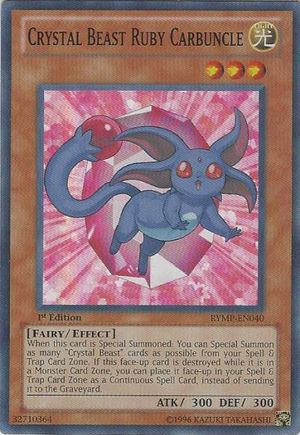 CRYSTAL BEAST RUBY CARBUNCLE
LIGHT
光
1st Edition
RYMP-EN040
[FAIRY/EFFECT]
When this card is Special Summoned: You can Special Summon
as many "Crystal Beast" cards as possible from your Spell &
Trap Card Zone. If this face-up card is destroyed while it is in
a Monster Card Zone, you can place it face-up in your Spell &
Trap Card Zone as a Continuous Spell Card, instead of sending
it to the Graveyard.
ATK/ 300 DEF/ 300
32710364
©1996 KAZUKI TAKAHASHI